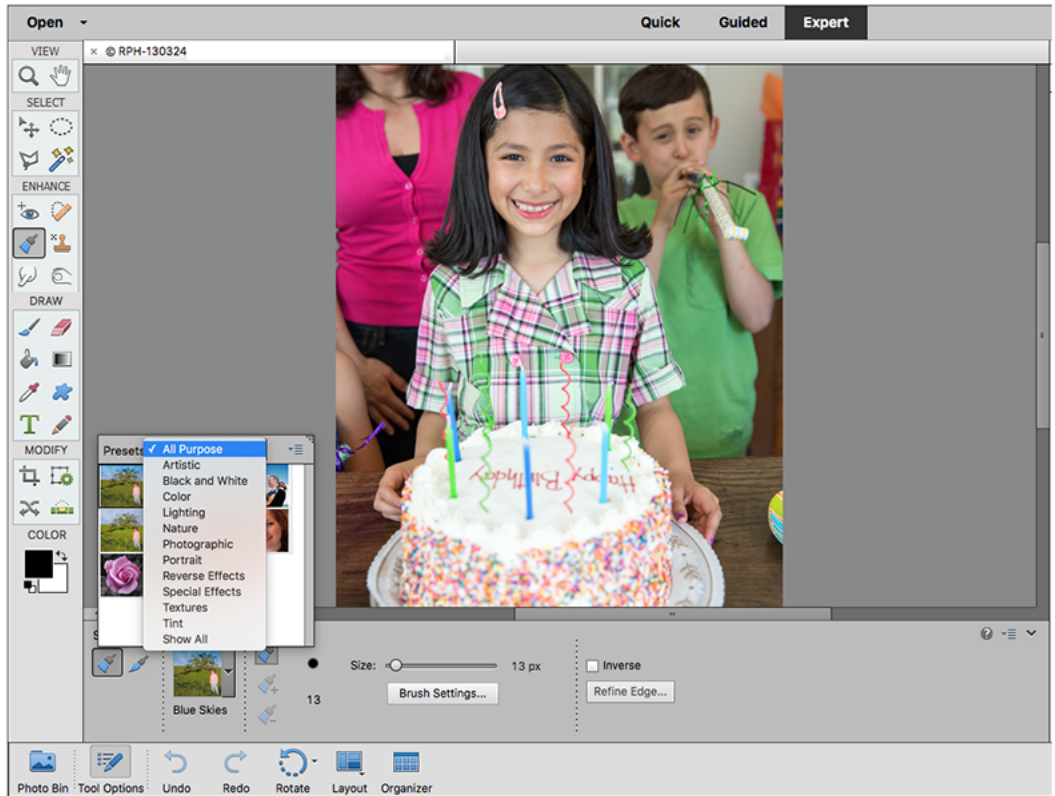 Open
Quick
Guided
Expert
VIEW
× © RPH-130324
SELECT
ENHANCE
DRAW
T
MODIFY
COLOR
Presets
✓ All Purpose
Artistic
Black and White
Color
Lighting
Nature
Photographic
Portrait
Reverse Effects
Special Effects
Textures
Tint
Show All
Happy Birthday
Size:
13 px
Inverse
Brush Settings...
Refine Edge...
13
Blue Skies
Photo Bin
Tool Options
Undo
Redo
Rotate
Layout
Organizer